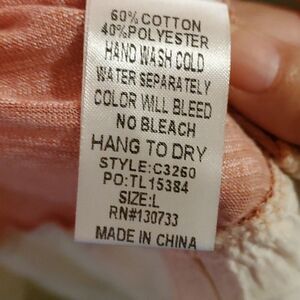 60% COTTON
40% POLYESTER
HAND WASH COLD
WATER SEPARATELY
COLOR WILL BLEED
NO BLEACH
HANG TO DRY
STYLE:C3260
PO:TL15384
SIZE:L
RN#130733
MADE IN CHINA